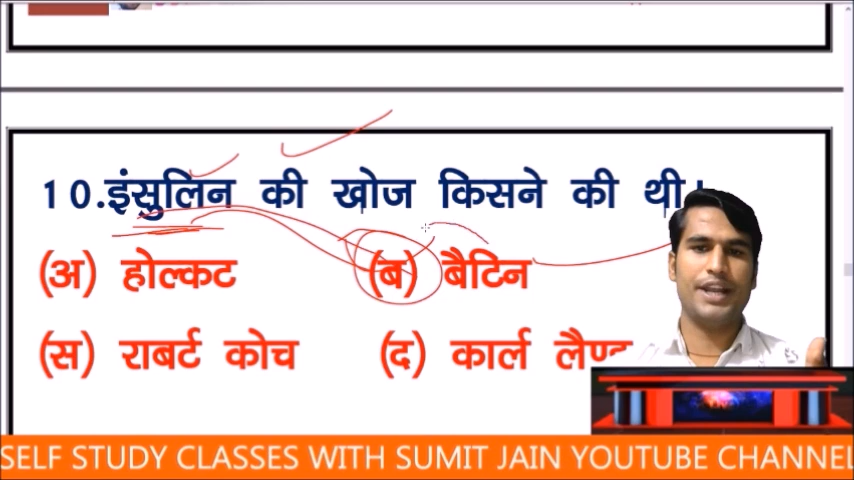 10.इंसुलिन की खोज किसने की थी।
(अ) होल्कट (ब) बैटिन
(स) राबर्ट कोच (द) कार्ल
SELF STUDY CLASSES WITH SUMIT JAIN YOUTUBE CHANNEL